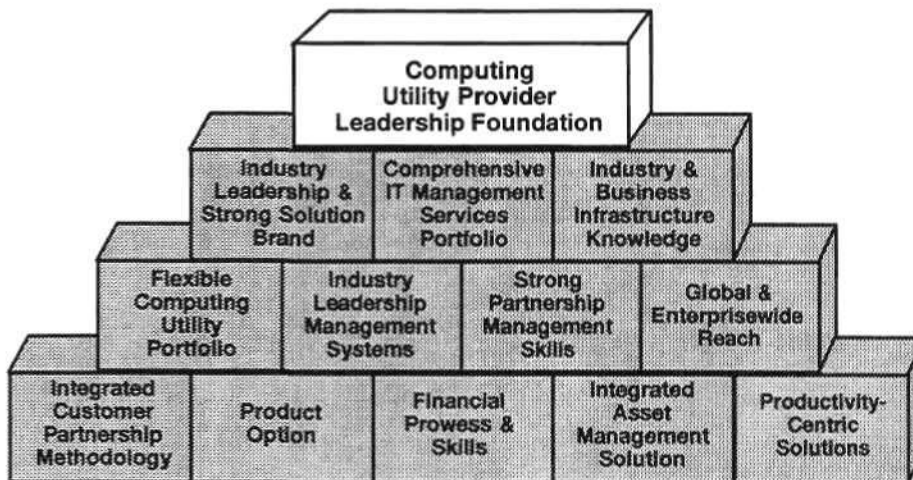 Computing
Utility Provider
Leadership Foundation
Industry
Leadership &
Strong Solution
Brand
Comprehensive
IT Management
Services
Portfolio
Industry &
Business
Infrastructure
Knowledge
Flexible
Computing
Utility
Portfolio
Industry
Leadership
Management
Systems
Strong
Partnership
Management
Skills
Global &
Enterprisewide
Reach
Integrated
Customer
Partnership
Methodology
Product
Option
Financial
Prowess &
Skills
Integrated
Asset
Management
Solution
Productivity-
Centric
Solutions